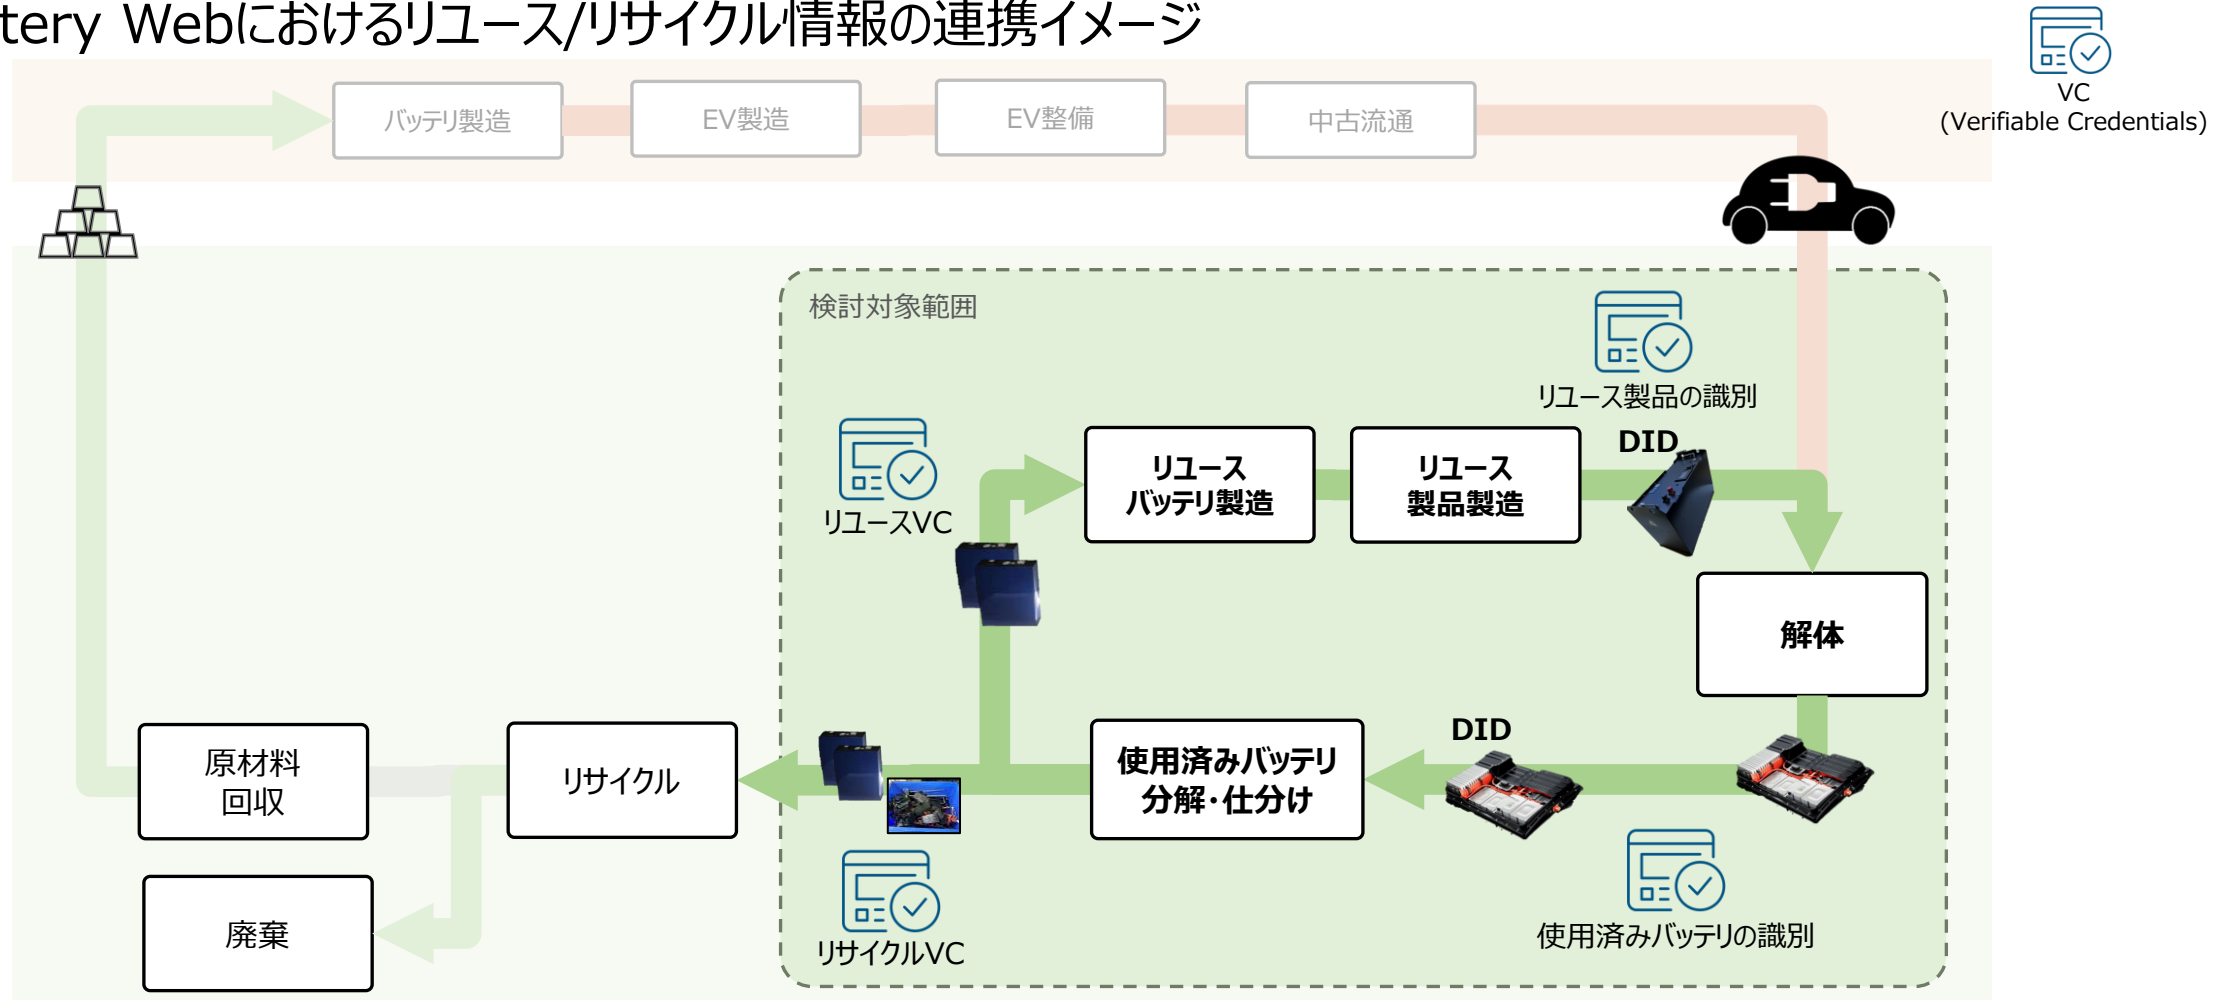 tery Webにおけるリユース/リサイクル情報の連携イメージ
VC
(Verifiable Credentials)
バッテリ製造
EV製造
EV整備
中古流通
検討対象範囲
リユース製品の識別
DID
リユースVC
リユース
バッテリ製造
リユース
製品製造
解体
DID
使用済みバッテリ
分解・仕分け
リサイクル
原材料
回収
廃棄
リサイクルVC
使用済みバッテリの識別